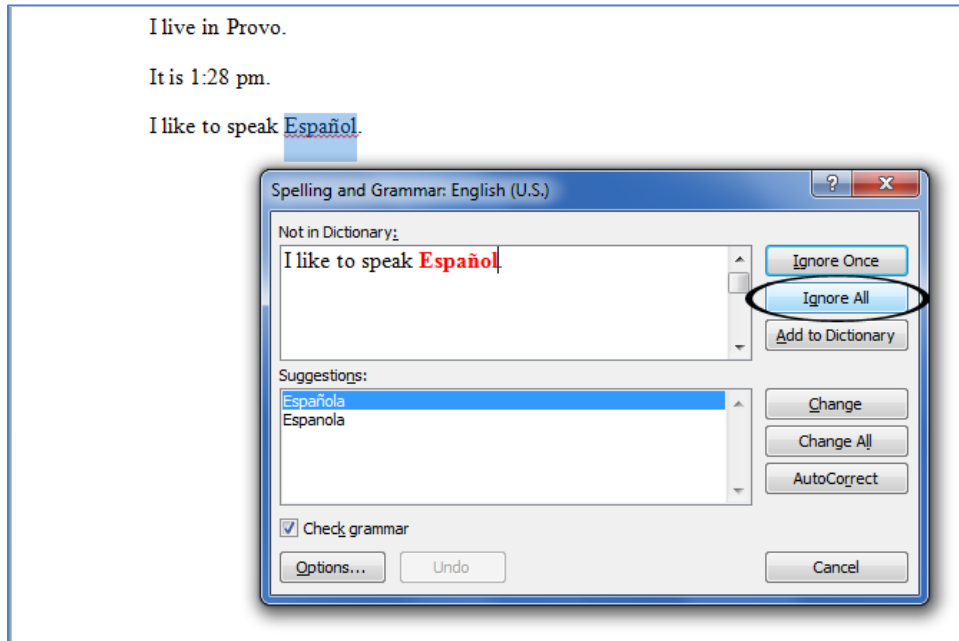 I live in Provo.
It is 1:28 pm.
I like to speak Español.
Spelling and Grammar: English (U.S.)
Not in Dictionary:
I like to speak Español.
Ignore Once
Ignore All
Add to Dictionary
Suggestions:
Española
Espanola
Change
Change All
AutoCorrect
Check grammar
Options...
Undo
Cancel